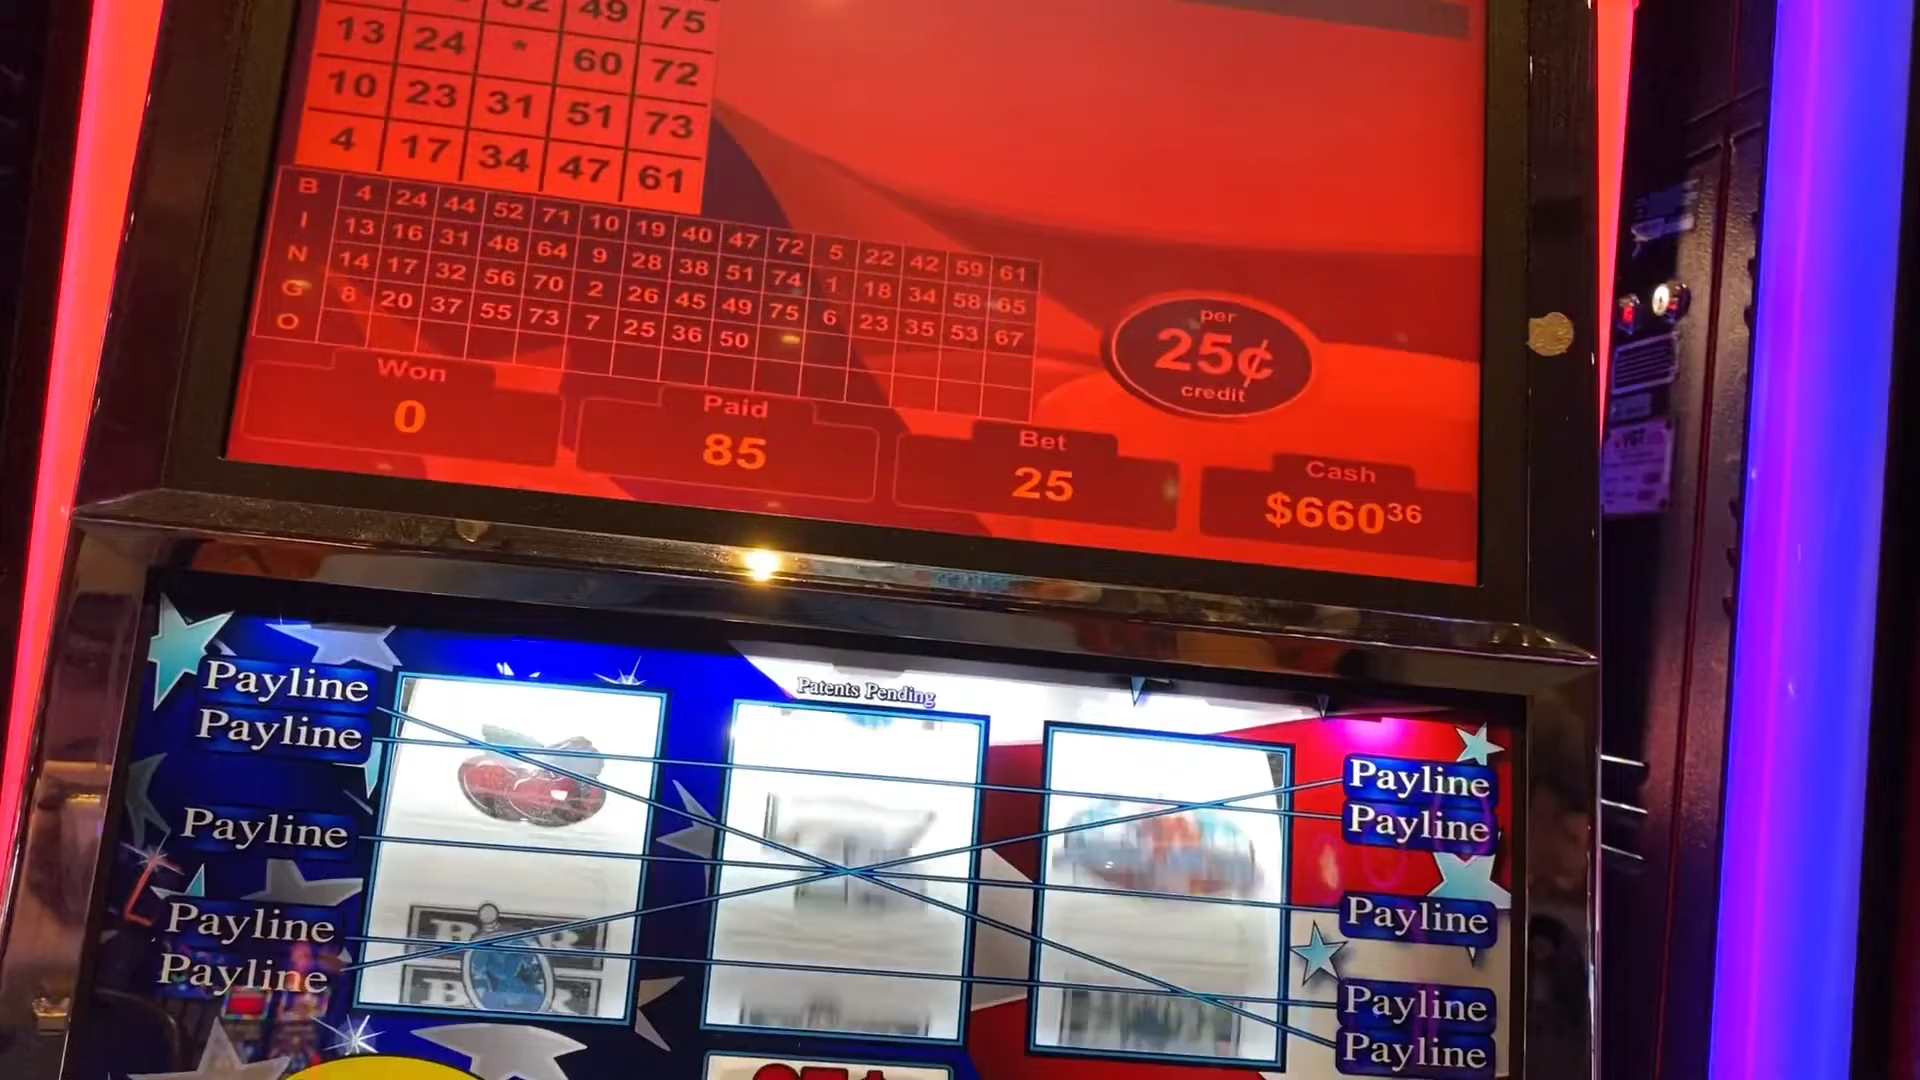 32 49 75
13 24 * 60 72
10 23 31 51 73
4 17 34 47 61
B 4 24 44 52 71 10 19 40 47 72 5 22 42 59 61
I 13 16 31 48 64 9 28 38 51 74 1 18 34 58 65
N 14 17 32 56 70 2 26 45 49 75 6 23 35 53 67
G 8 20 37 55 73 7 25 36 50
O
per
25¢
credit
Won
0
Paid
85
Bet
25
Cash
$660 36
Patents Pending
Payline
Payline
Payline
Payline
Payline
Payline
Payline
Payline
Payline
Payline